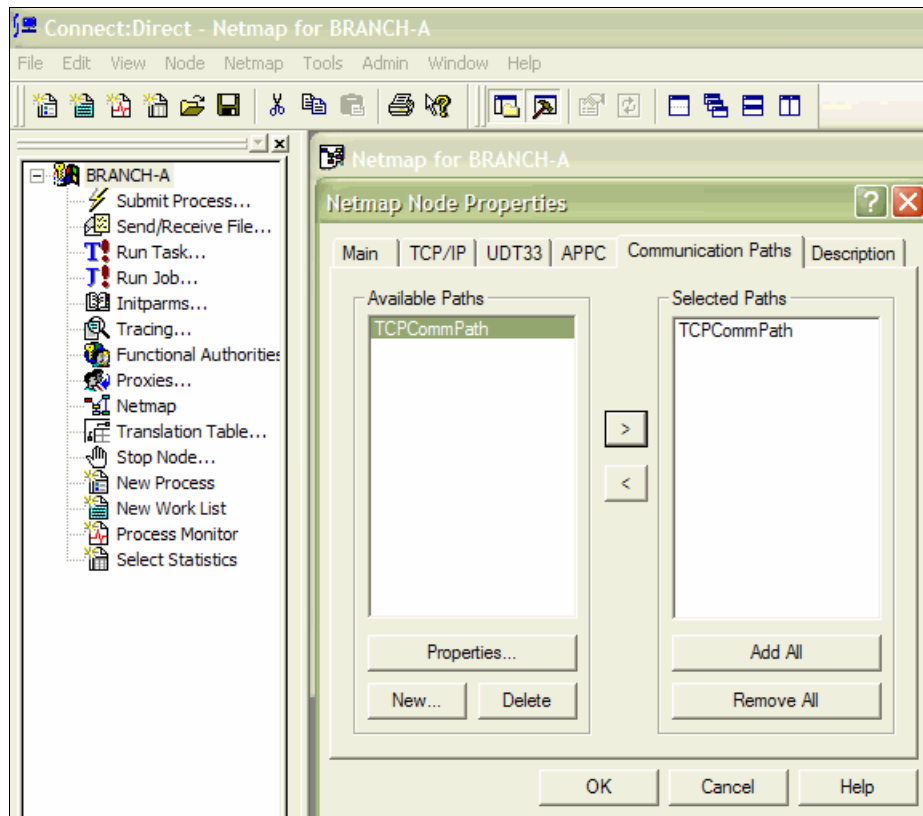 Connect:Direct - Netmap for BRANCH-A
File Edit View Node Netmap Tools Admin Window Help
BRANCH-A
Submit Process...
Send/Receive File...
Run Task...
Run Job...
Initparms...
Tracing...
Functional Authorities
Proxies...
Netmap
Translation Table...
Stop Node...
New Process
New Work List
Process Monitor
Select Statistics
Netmap for BRANCH-A
Netmap Node Properties
Main TCP/IP UDT33 APPC Communication Paths Description
Available Paths
TCPCommPath
Selected Paths
TCPCommPath
>
<
Properties...
New... Delete
Add All
Remove All
OK Cancel Help